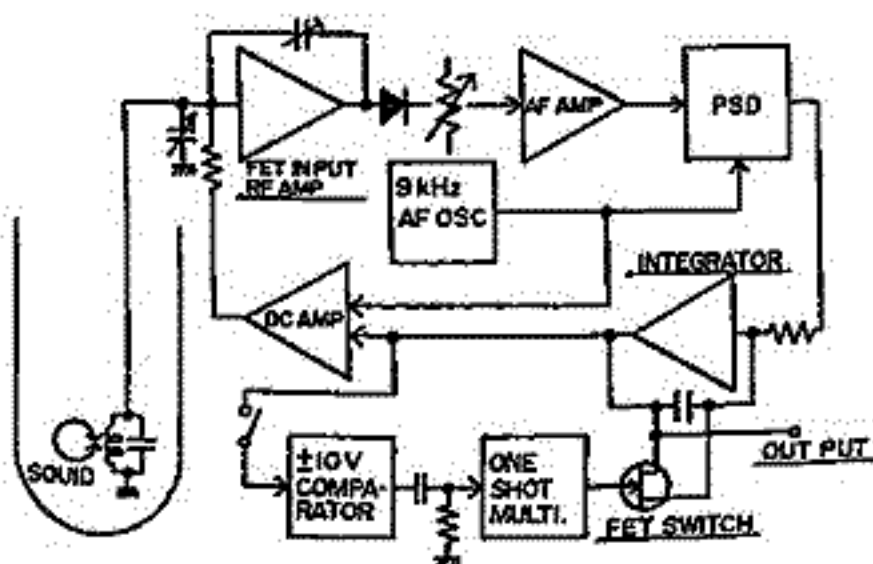 FET INPUT
RF AMP
AF AMP
PSD
9 kHz
AF OSC
INTEGRATOR
DC AMP
SQUID
±10V
COMPA-
RATOR
ONE
SHOT
MULTI.
OUT PUT
FET SWITCH